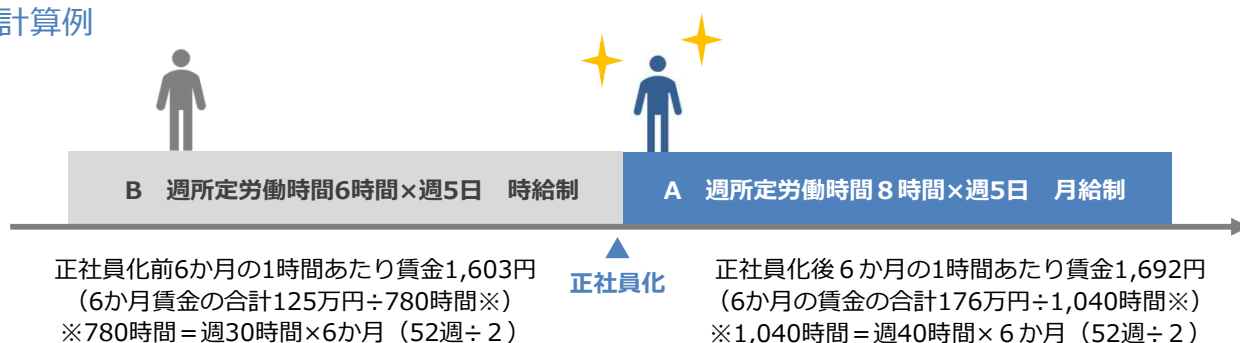 計算例
B 週所定労働時間6時間×週5日 時給制
A 週所定労働時間８時間×週5日 月給制
正社員化
正社員化前6か月の1時間あたり賃金1,603円
（6か月賃金の合計125万円÷780時間※）
※780時間＝週30時間×6か月（52週÷２）
正社員化後６か月の1時間あたり賃金1,692円
（6か月の賃金の合計176万円÷1,040時間※）
※1,040時間＝週40時間×６か月（52週÷２）